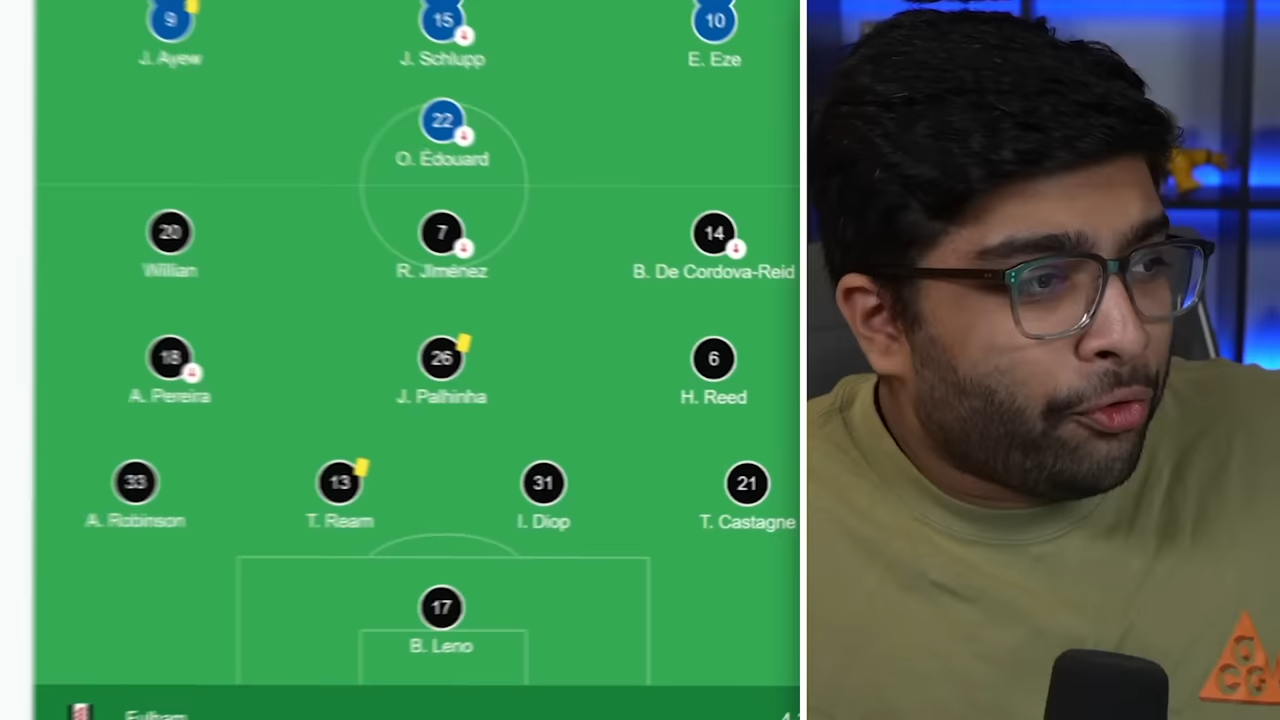 9 15 10
J. Ayew J. Schlupp E. Eze
22
O. Édouard
20 7 14
Willian R. Jiménez B. De Cordova-Reid
18 26 6
A. Pereira J. Palhinha H. Reed
33 13 31 21
A. Robinson T. Ream I. Diop T. Castagne
17
B. Leno
Fulham